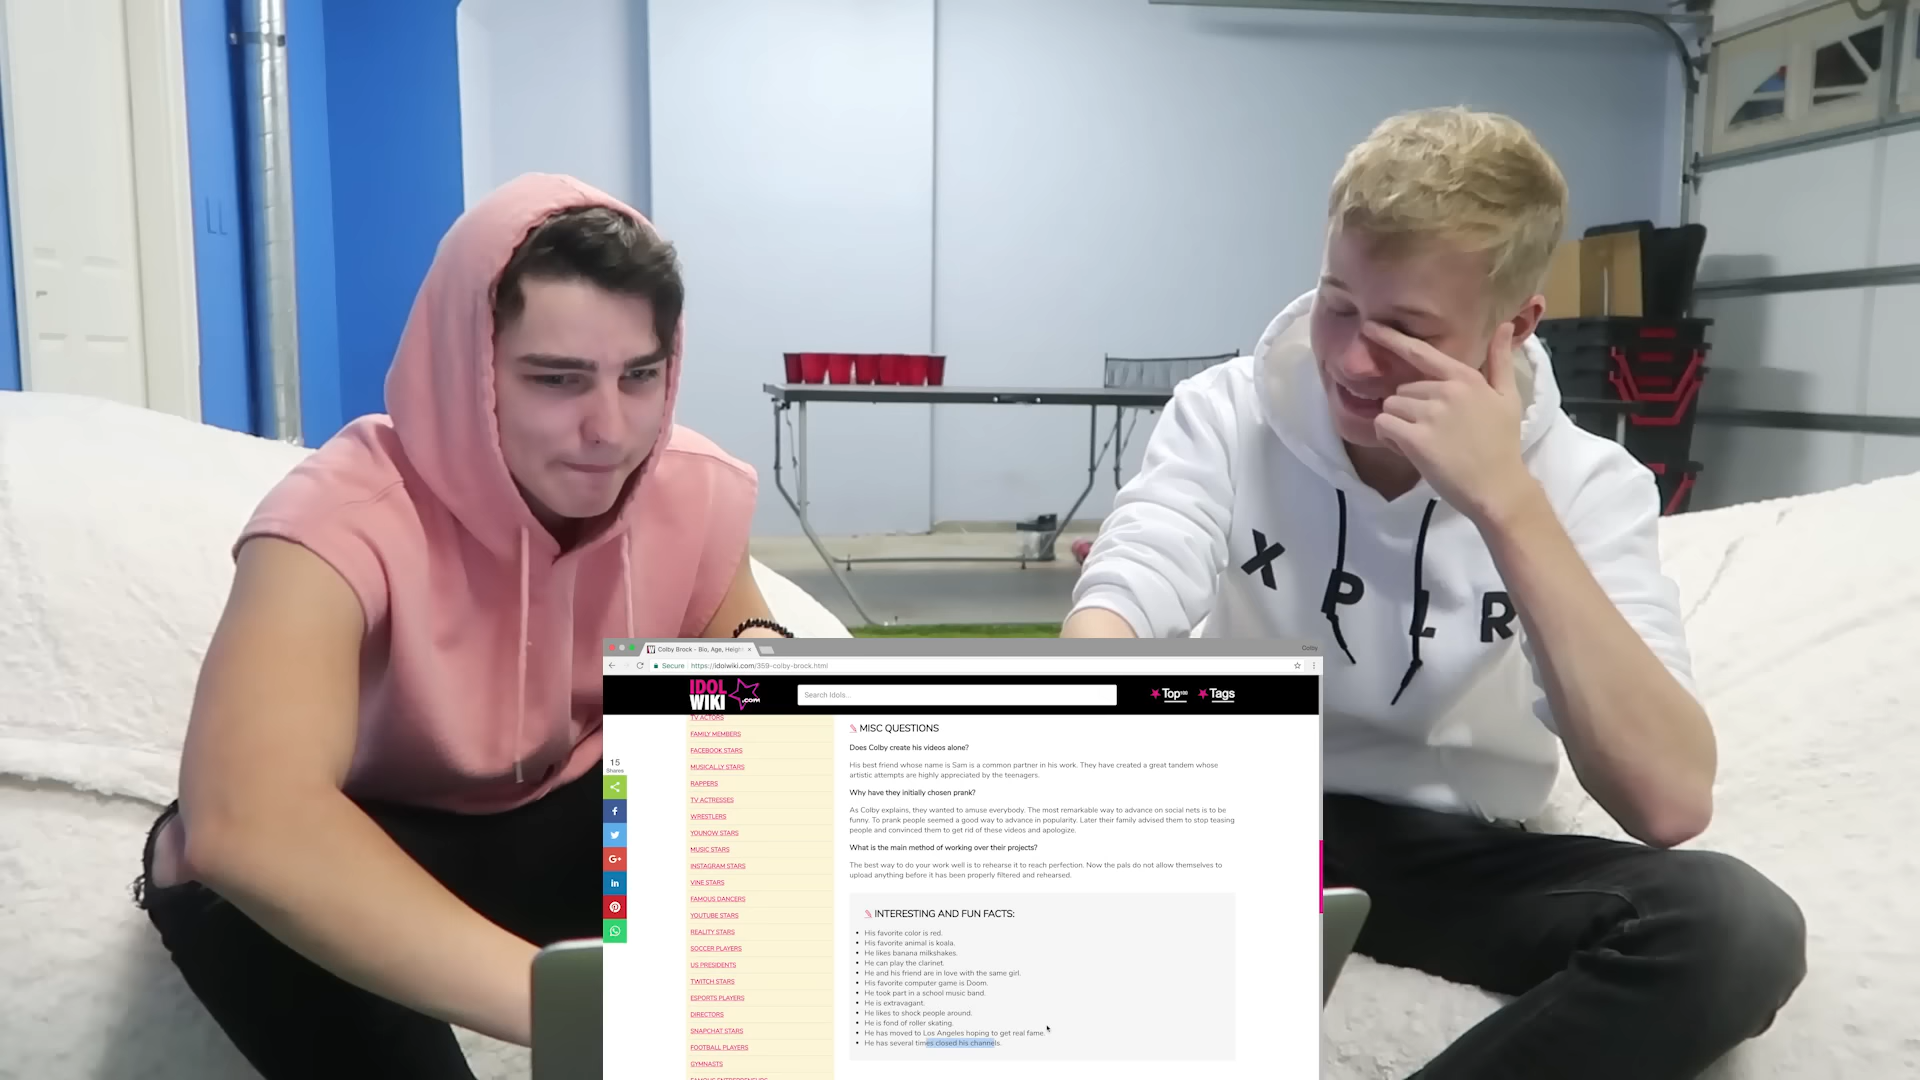 X P L R
Colby Brock - Bio, Age, Heigh
Colby
Secure https://idolwiki.com/359-colby-brock.html
IDOL
WIKI .COM
Search Idols...
Top100 Tags
TV ACTORS
FAMILY MEMBERS
FACEBOOK STARS
MUSICAL.LY STARS
RAPPERS
TV ACTRESSES
WRESTLERS
YOUNOW STARS
MUSIC STARS
INSTAGRAM STARS
VINE STARS
FAMOUS DANCERS
YOUTUBE STARS
REALITY STARS
SOCCER PLAYERS
US PRESIDENTS
TWITCH STARS
ESPORTS PLAYERS
DIRECTORS
SNAPCHAT STARS
FOOTBALL PLAYERS
GYMNASTS
FAMOUS ENTREPRENEURS
15
Shares
MISC QUESTIONS
Does Colby create his videos alone?
His best friend whose name is Sam is a common partner in his work. They have created a great tandem whose
artistic attempts are highly appreciated by the teenagers.
Why have they initially chosen prank?
As Colby explains, they wanted to amuse everybody. The most remarkable way to advance on social nets is to be
funny. To prank people seemed a good way to advance in popularity. Later their family advised them to stop teasing
people and convinced them to get rid of these videos and apologize.
What is the main method of working over their projects?
The best way to do your work well is to rehearse it to reach perfection. Now the pals do not allow themselves to
upload anything before it has been properly filtered and rehearsed.
INTERESTING AND FUN FACTS:
His favorite color is red.
His favorite animal is koala.
He likes banana milkshakes.
He can play the clarinet.
He and his friend are in love with the same girl.
His favorite computer game is Doom.
He took part in a school music band.
He is extravagant.
He likes to shock people around.
He is fond of roller skating.
He has moved to Los Angeles hoping to get real fame.
He has several times closed his channels.